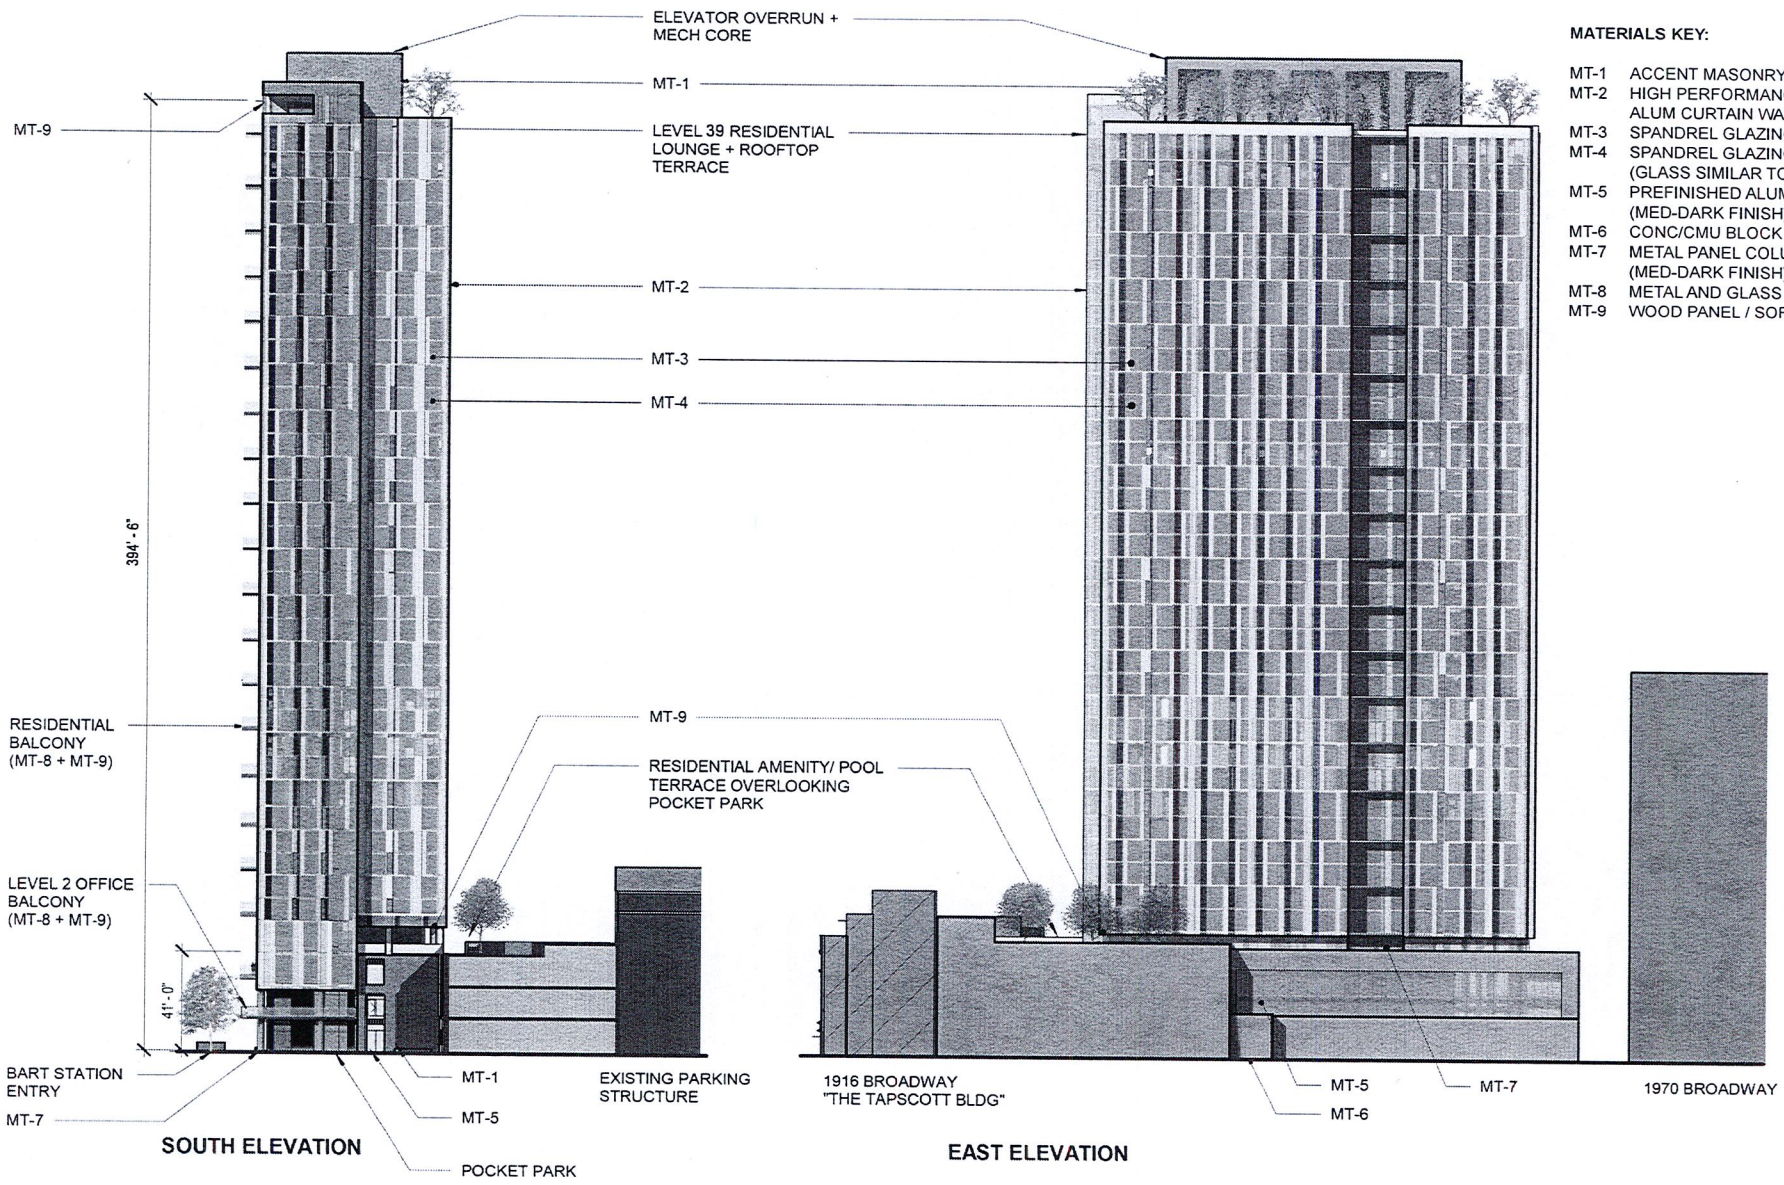 ELEVATOR OVERRUN +
MECH CORE
MT-1
MT-9
LEVEL 39 RESIDENTIAL
LOUNGE + ROOFTOP
TERRACE
MT-2
MT-3
MT-4
394' - 6"
RESIDENTIAL
BALCONY
(MT-8 + MT-9)
MT-9
RESIDENTIAL AMENITY/ POOL
TERRACE OVERLOOKING
POCKET PARK
LEVEL 2 OFFICE
BALCONY
(MT-8 + MT-9)
41' - 0"
BART STATION
ENTRY
MT-7
MT-1
MT-5
EXISTING PARKING
STRUCTURE
SOUTH ELEVATION
POCKET PARK
1916 BROADWAY
"THE TAPSCOTT BLDG"
MT-5
MT-6
MT-7
1970 BROADWAY
EAST ELEVATION
MATERIALS KEY:
MT-1 ACCENT MASONRY
MT-2 HIGH PERFORMAN
ALUM CURTAIN WA
MT-3 SPANDREL GLAZIN
MT-4 SPANDREL GLAZIN
(GLASS SIMILAR TO
MT-5 PREFINISHED ALUM
(MED-DARK FINISH
MT-6 CONC/CMU BLOCK
MT-7 METAL PANEL COLU
(MED-DARK FINISH
MT-8 METAL AND GLASS
MT-9 WOOD PANEL / SOF